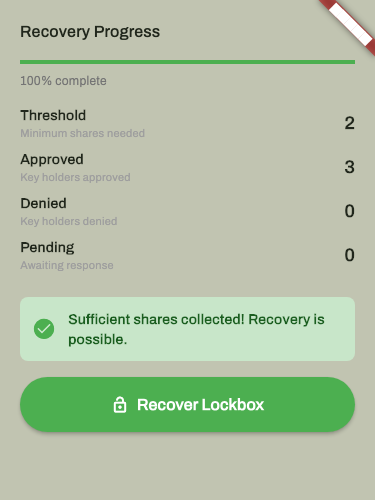 Recovery Progress
100% complete
Threshold
Minimum shares needed
2
Approved
Key holders approved
3
Denied
Key holders denied
0
Pending
Awaiting response
0
Sufficient shares collected! Recovery is
possible.
Recover Lockbox